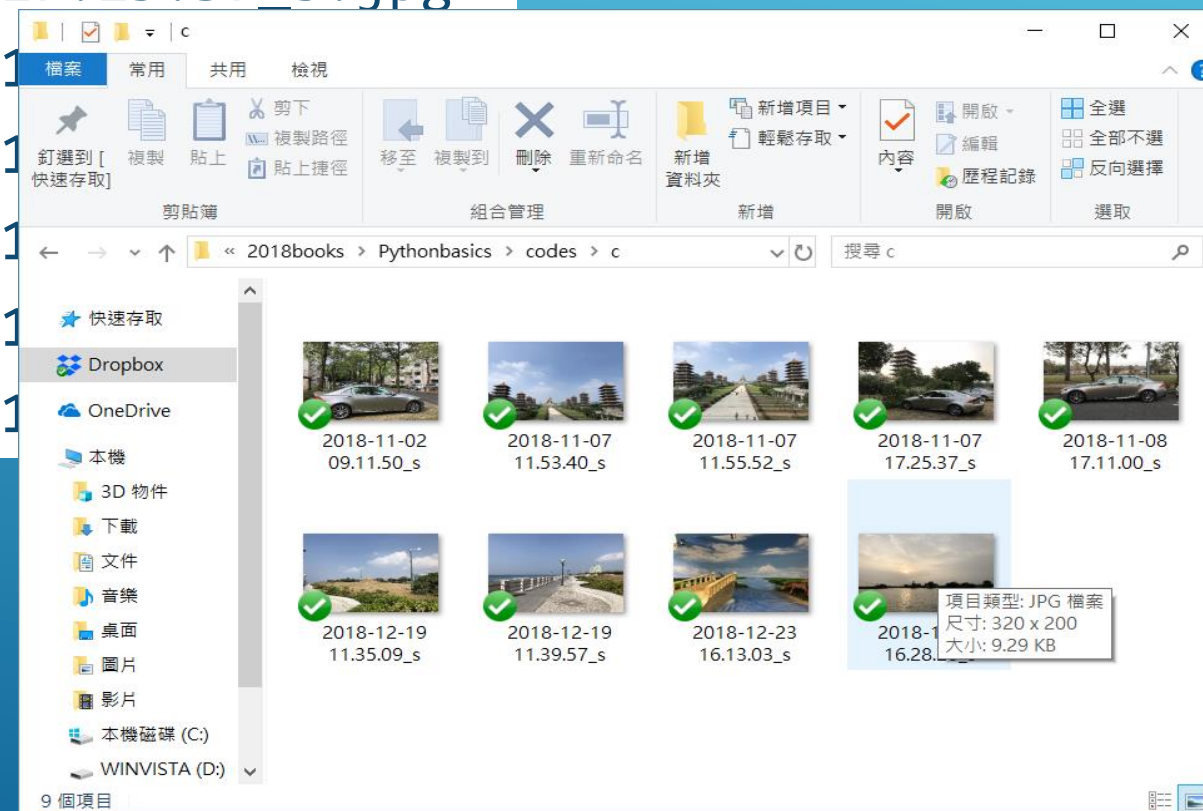 c
檔案 常用 共用 檢視
釘選到 [
快速存取]
複製
貼上
剪下
複製路徑
貼上捷徑
移至
複製到
刪除
重新命名
新增
資料夾
新增項目
輕鬆存取
內容
開啟
編輯
歷程記錄
全選
全部不選
反向選擇
剪貼簿 組合管理 新增 開啟 選取
« 2018books > Pythonbasics > codes > c
搜尋 c
快速存取
Dropbox
OneDrive
本機
3D 物件
下載
文件
音樂
桌面
圖片
影片
本機磁碟 (C:)
WINVISTA (D:)
2018-11-02
09.11.50_s
2018-11-07
11.53.40_s
2018-11-07
11.55.52_s
2018-11-07
17.25.37_s
2018-11-08
17.11.00_s
2018-12-19
11.35.09_s
2018-12-19
11.39.57_s
2018-12-23
16.13.03_s
項目類型: JPG 檔案
尺寸: 320 x 200
大小: 9.29 KB
9 個項目